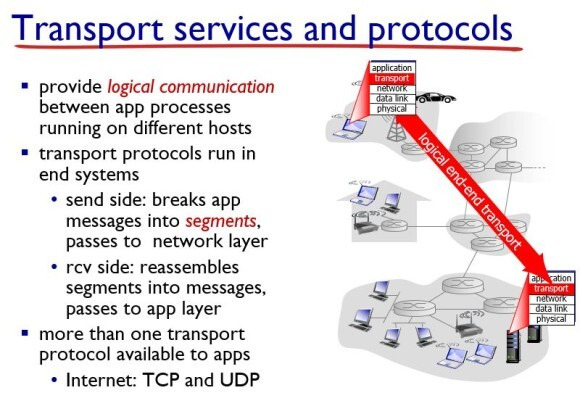 Transport services and protocols
provide logical communication
between app processes
running on different hosts
transport protocols run in
end systems
send side: breaks app
messages into segments,
passes to network layer
rcv side: reassembles
segments into messages,
passes to app layer
more than one transport
protocol available to apps
Internet: TCP and UDP
application
transport
network
data link
physical
logical end-end transport
application
transport
network
data link
physical